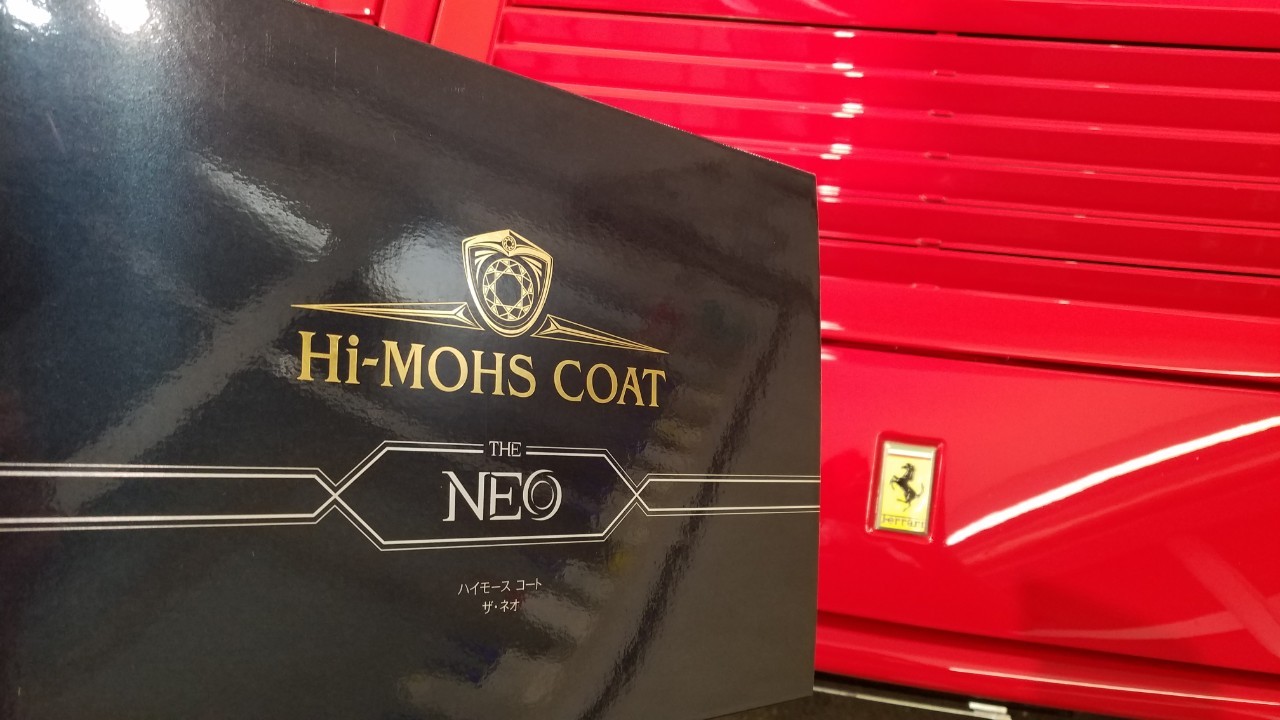 Hi-MOHS COAT
THE
NEO
ハイモース コート
ザ・ネオ
Ferrari